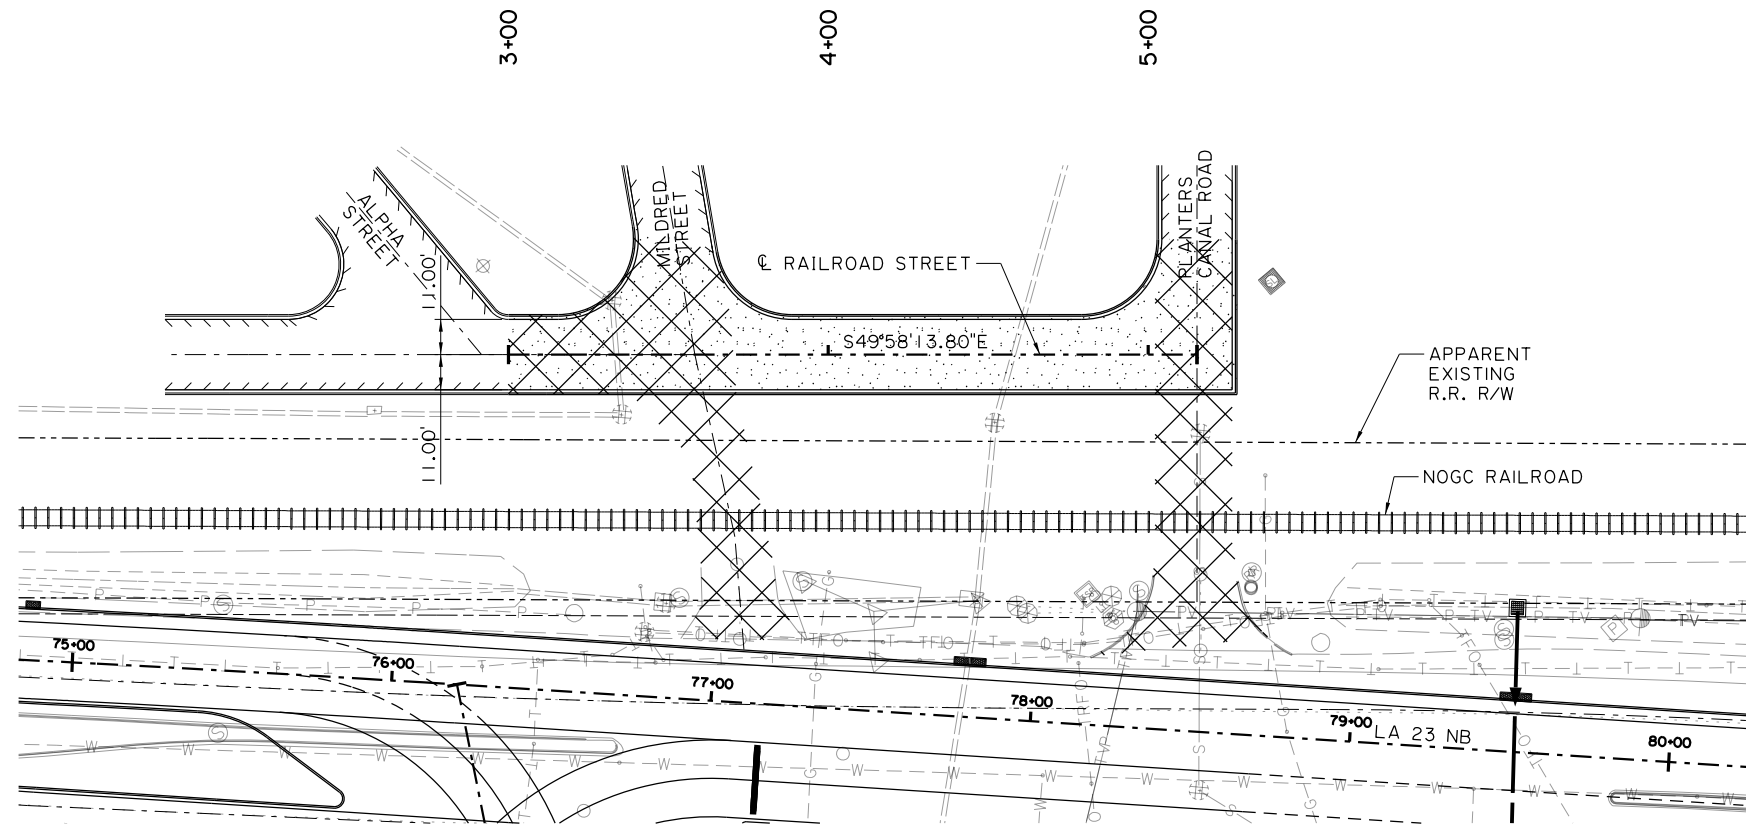 3+00
4+00
5+00
ALPHA
STREET
MILDRED
STREET
PLANTERS
CANAL ROAD
11.00'
℄ RAILROAD STREET
S49°58'13.80"E
APPARENT
EXISTING
R.R. R/W
11.00'
NOGC RAILROAD
75+00
76+00
77+00
78+00
79+00
LA 23 NB
80+00